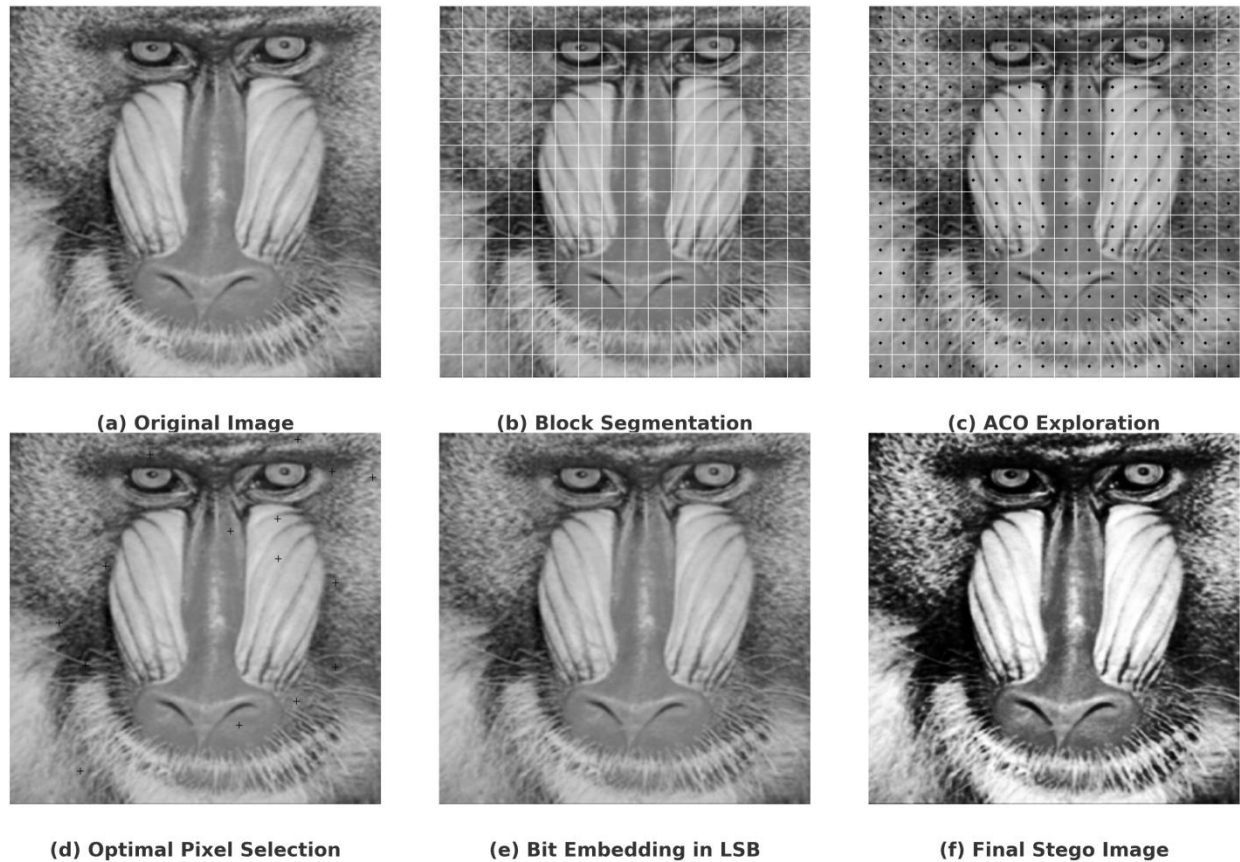 (a) Original Image
(b) Block Segmentation
(c) ACO Exploration
(d) Optimal Pixel Selection
(e) Bit Embedding in LSB
(f) Final Stego Image